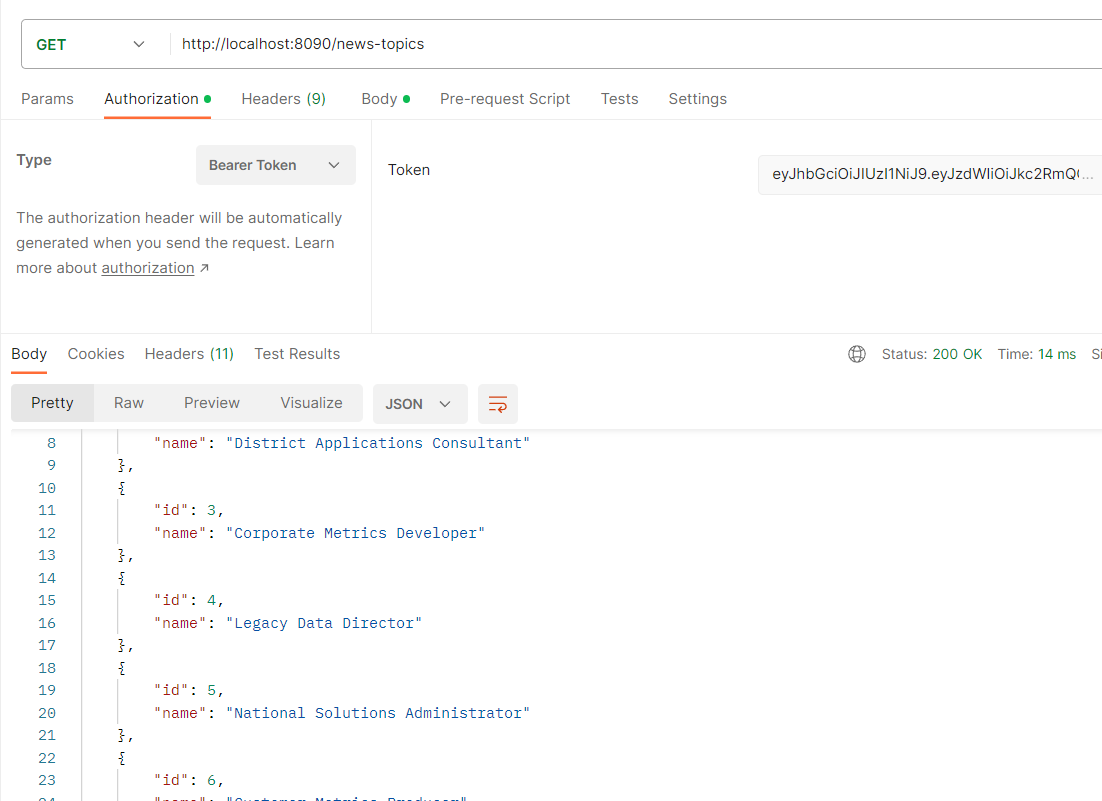 GET http://localhost:8090/news-topics
Params Authorization Headers (9) Body Pre-request Script Tests Settings
Type Bearer Token
The authorization header will be automatically
generated when you send the request. Learn
more about authorization ↗
Token eyJhbGciOiJIUzI1NiJ9.eyJzdWIiOiJkc2RmQ...
Body Cookies Headers (11) Test Results Status: 200 OK Time: 14 ms Si
Pretty Raw Preview Visualize JSON
8 "name": "District Applications Consultant"
9 },
10 {
11 "id": 3,
12 "name": "Corporate Metrics Developer"
13 },
14 {
15 "id": 4,
16 "name": "Legacy Data Director"
17 },
18 {
19 "id": 5,
20 "name": "National Solutions Administrator"
21 },
22 {
23 "id": 6,
24 "name": "Customer Metrics Producer"